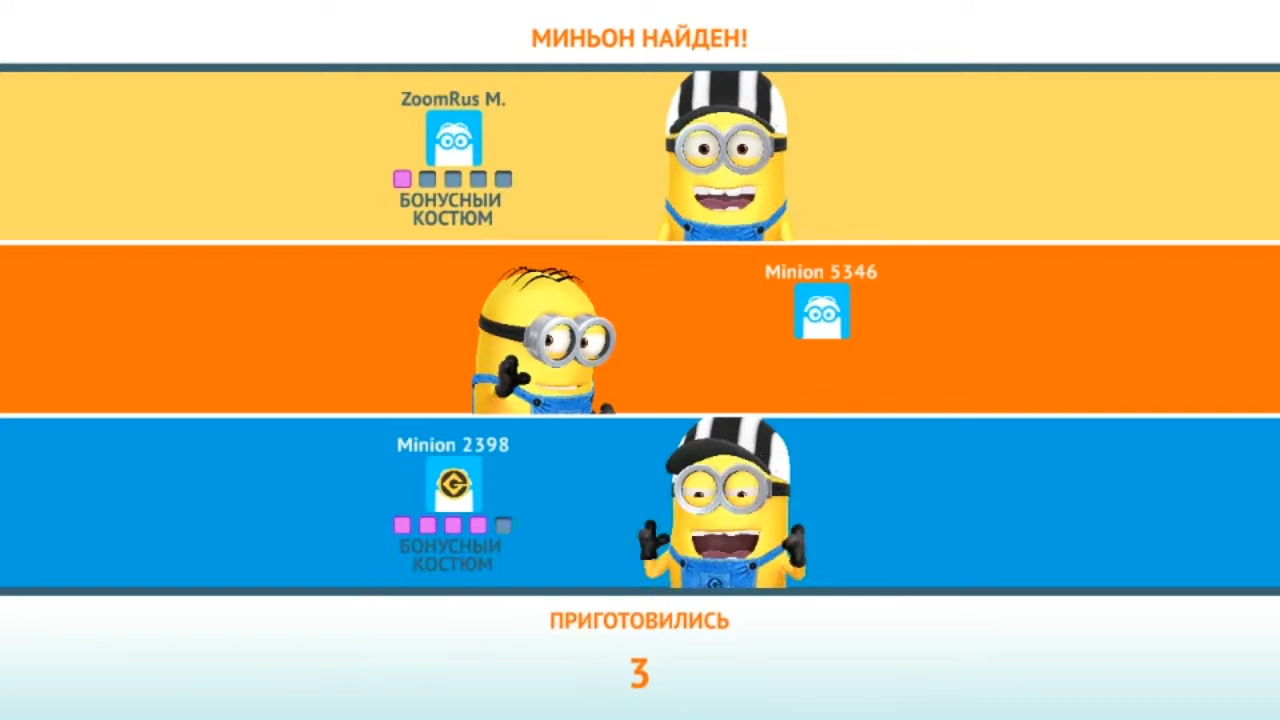 МИНЬОН НАЙДЕН!
ZoomRus M.
БОНУСНЫЙ
КОСТЮМ
Minion 5346
Minion 2398
БОНУСНЫЙ
КОСТЮМ
ПРИГОТОВИЛИСЬ
3